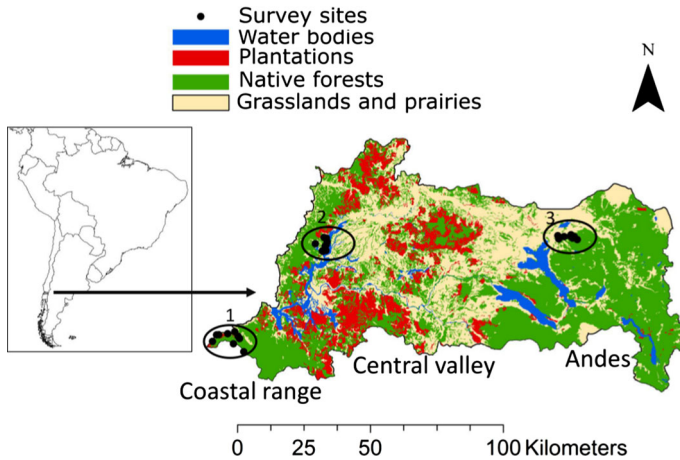 Survey sites
Water bodies
Plantations
Native forests
Grasslands and prairies
N
2
3
1
Central valley
Andes
Coastal range
0 25 50 100 Kilometers